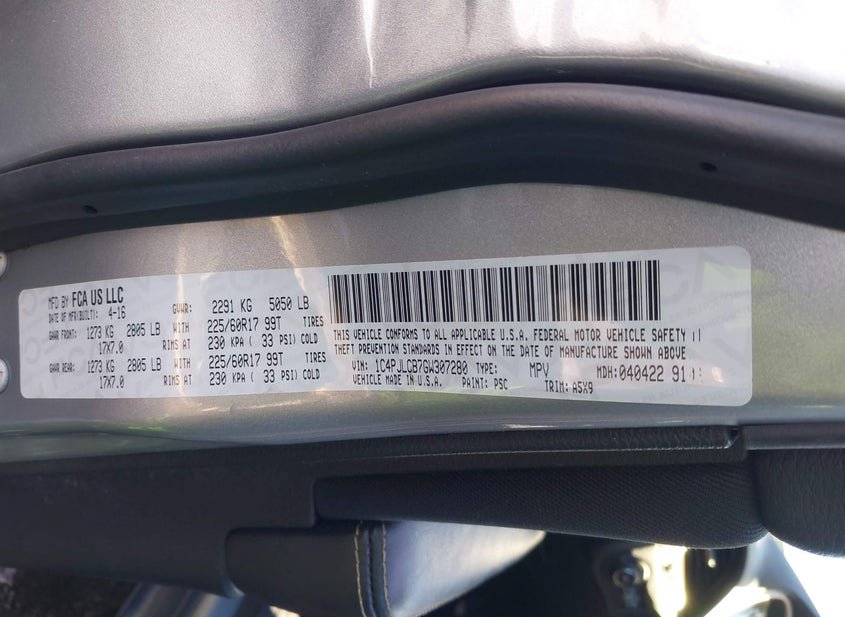 MFD BY FCA US LLC
DATE OF MFR(BUILT): 4-16 GVWR: 2291 KG 5050 LB
GAWR FRONT: 1273 KG 2805 LB WITH 225/60R17 99T TIRES
17X7.0 RIMS AT 230 KPA ( 33 PSI) COLD
GAWR REAR: 1273 KG 2805 LB WITH 225/60R17 99T TIRES
17X7.0 RIMS AT 230 KPA ( 33 PSI) COLD
THIS VEHICLE CONFORMS TO ALL APPLICABLE U.S.A. FEDERAL MOTOR VEHICLE SAFETY
THEFT PREVENTION STANDARDS IN EFFECT ON THE DATE OF MANUFACTURE SHOWN ABOVE
VIN: 1C4PJLCB7GW307280 TYPE: MPV MDH: 040422 91
VEHICLE MADE IN U.S.A. PAINT: PSC TRIM: A5X9